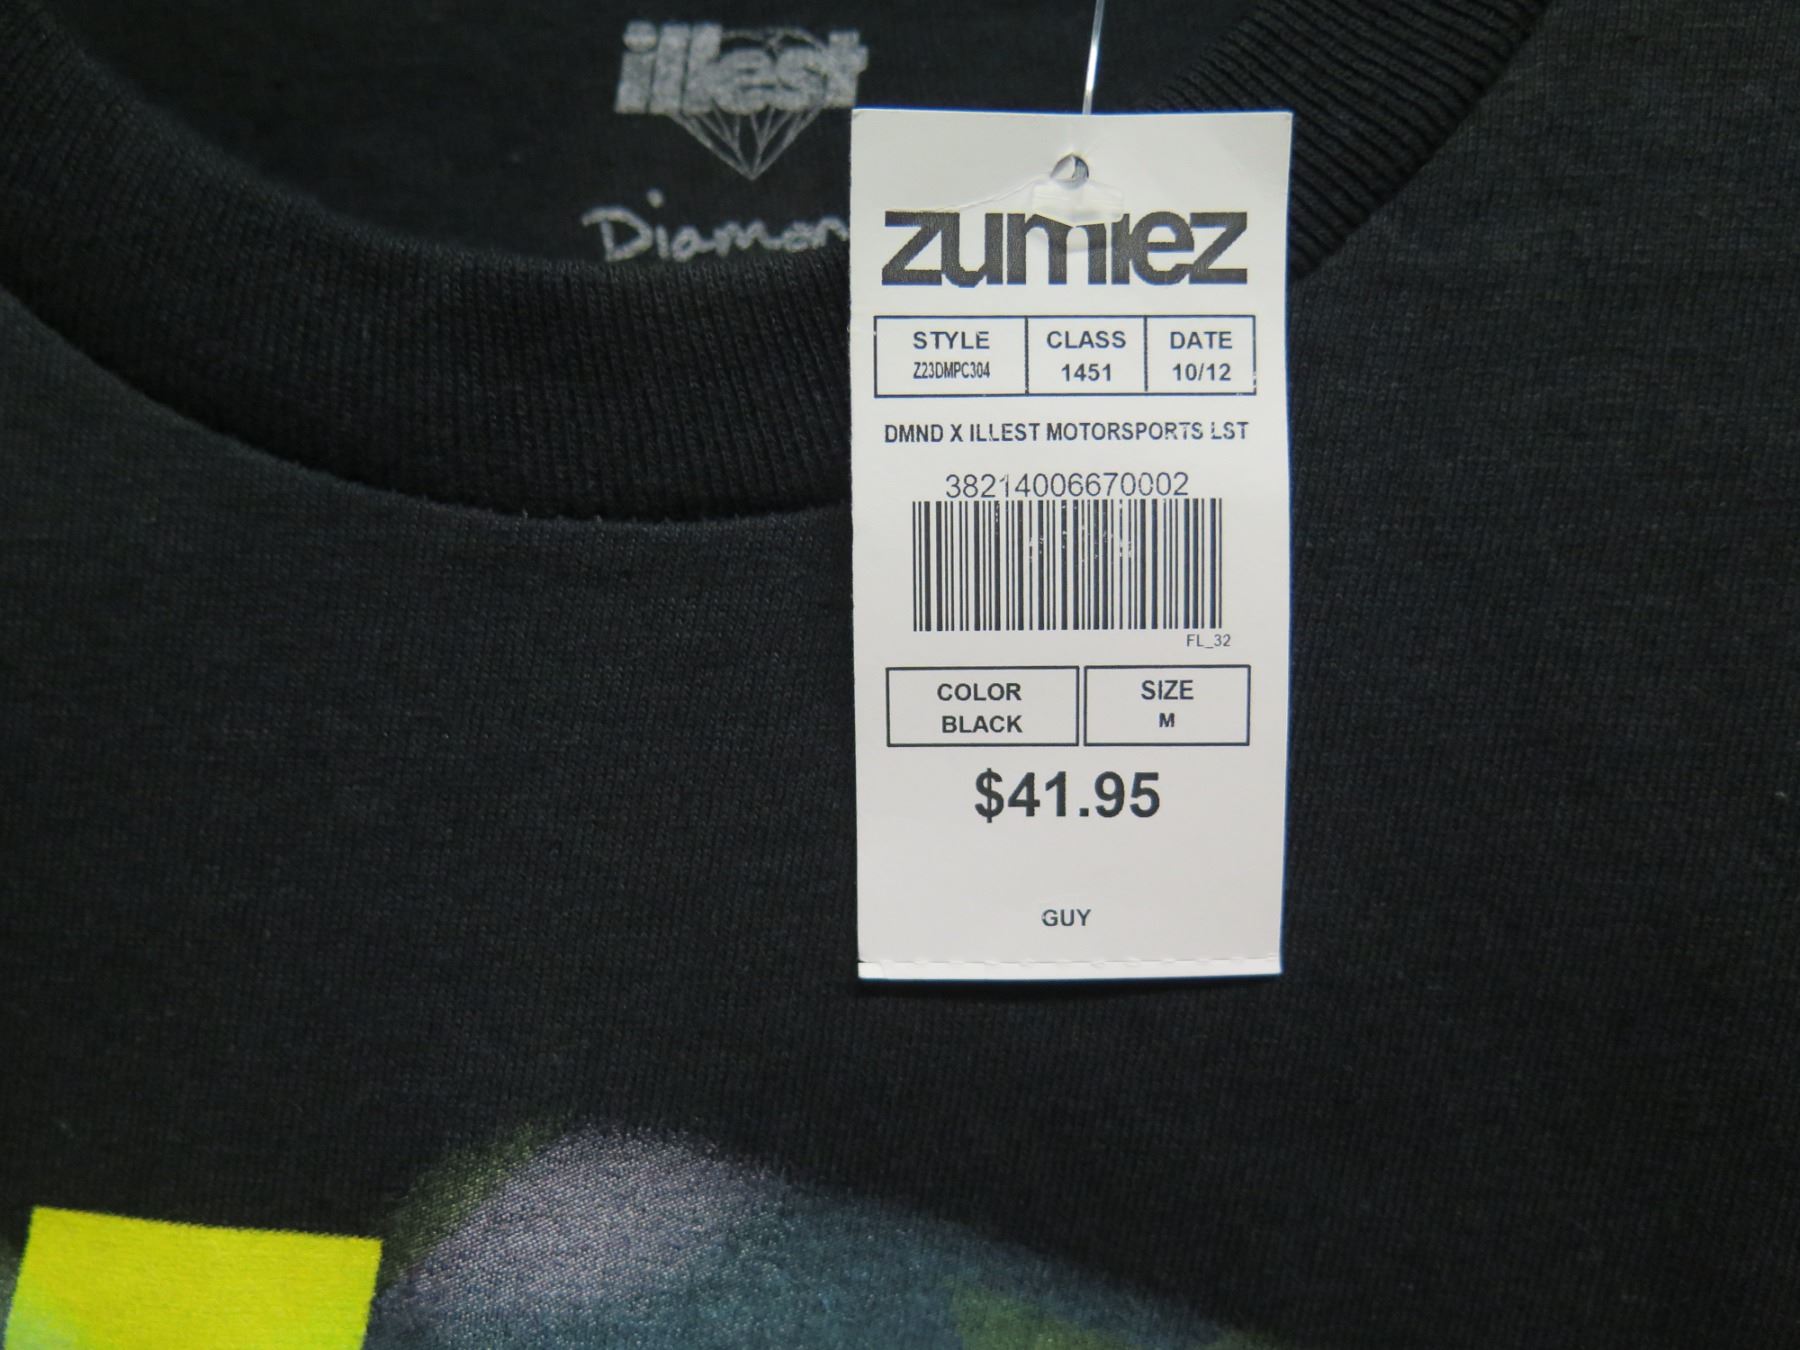 illest
Diamon
zumiez
STYLE CLASS DATE
Z23DMPC304 1451 10/12
DMND X ILLEST MOTORSPORTS LST
38214006670002
FL_32
COLOR SIZE
BLACK M
$41.95
GUY